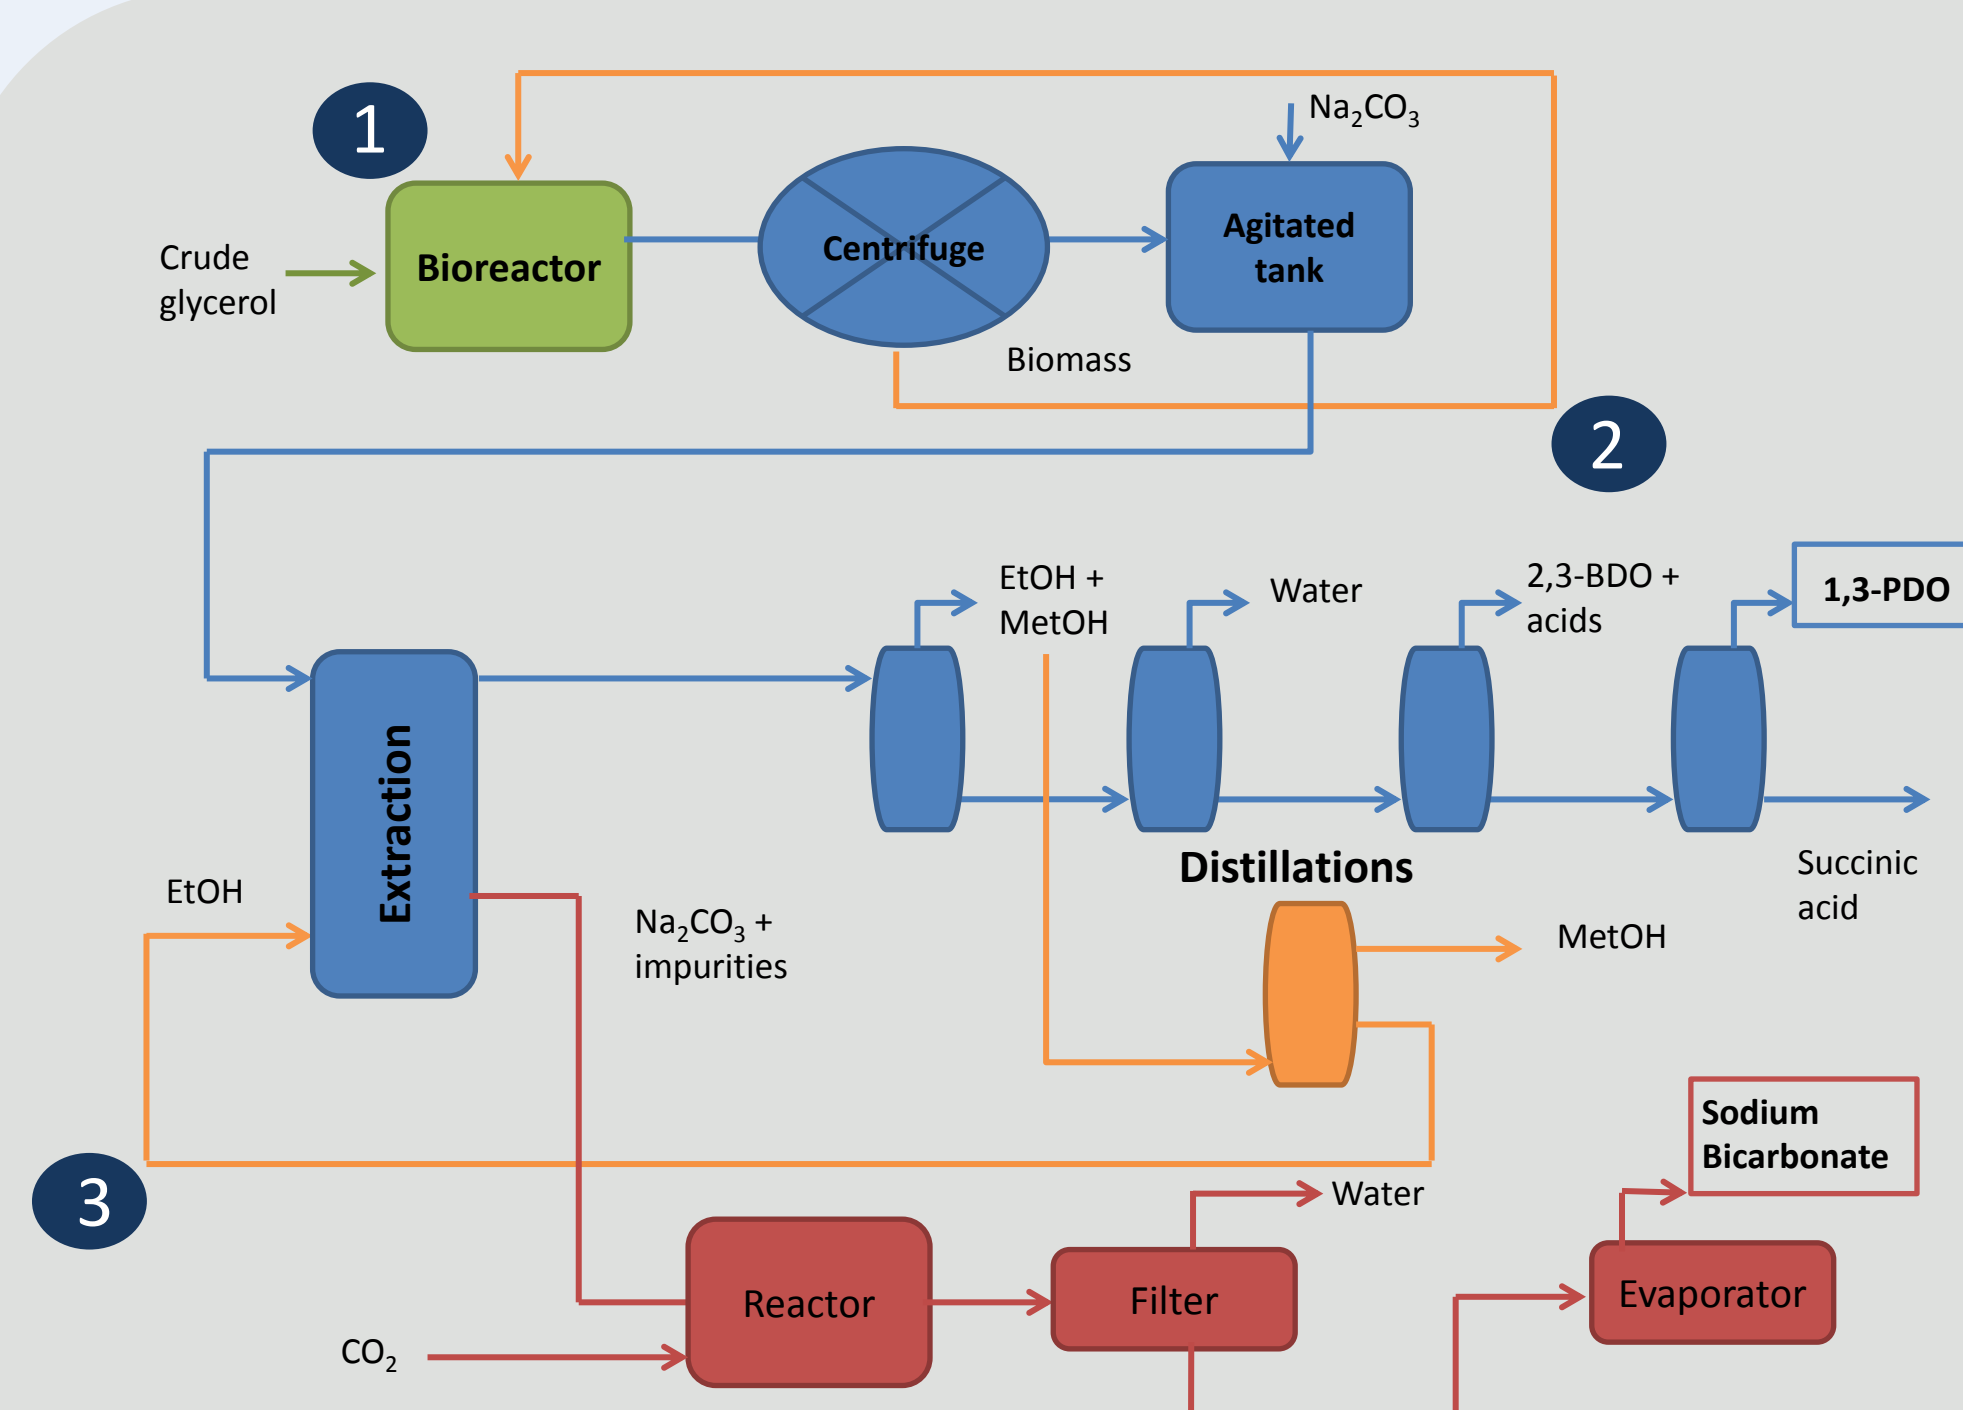 1
Na₂CO₃
Crude
glycerol
Bioreactor
Centrifuge
Agitated
tank
Biomass
2
EtOH +
MetOH
Water
2,3-BDO +
acids
1,3-PDO
Extraction
Distillations
Succinic
acid
EtOH
Na₂CO₃ +
impurities
MetOH
Sodium
Bicarbonate
3
Water
Reactor
Filter
Evaporator
CO₂